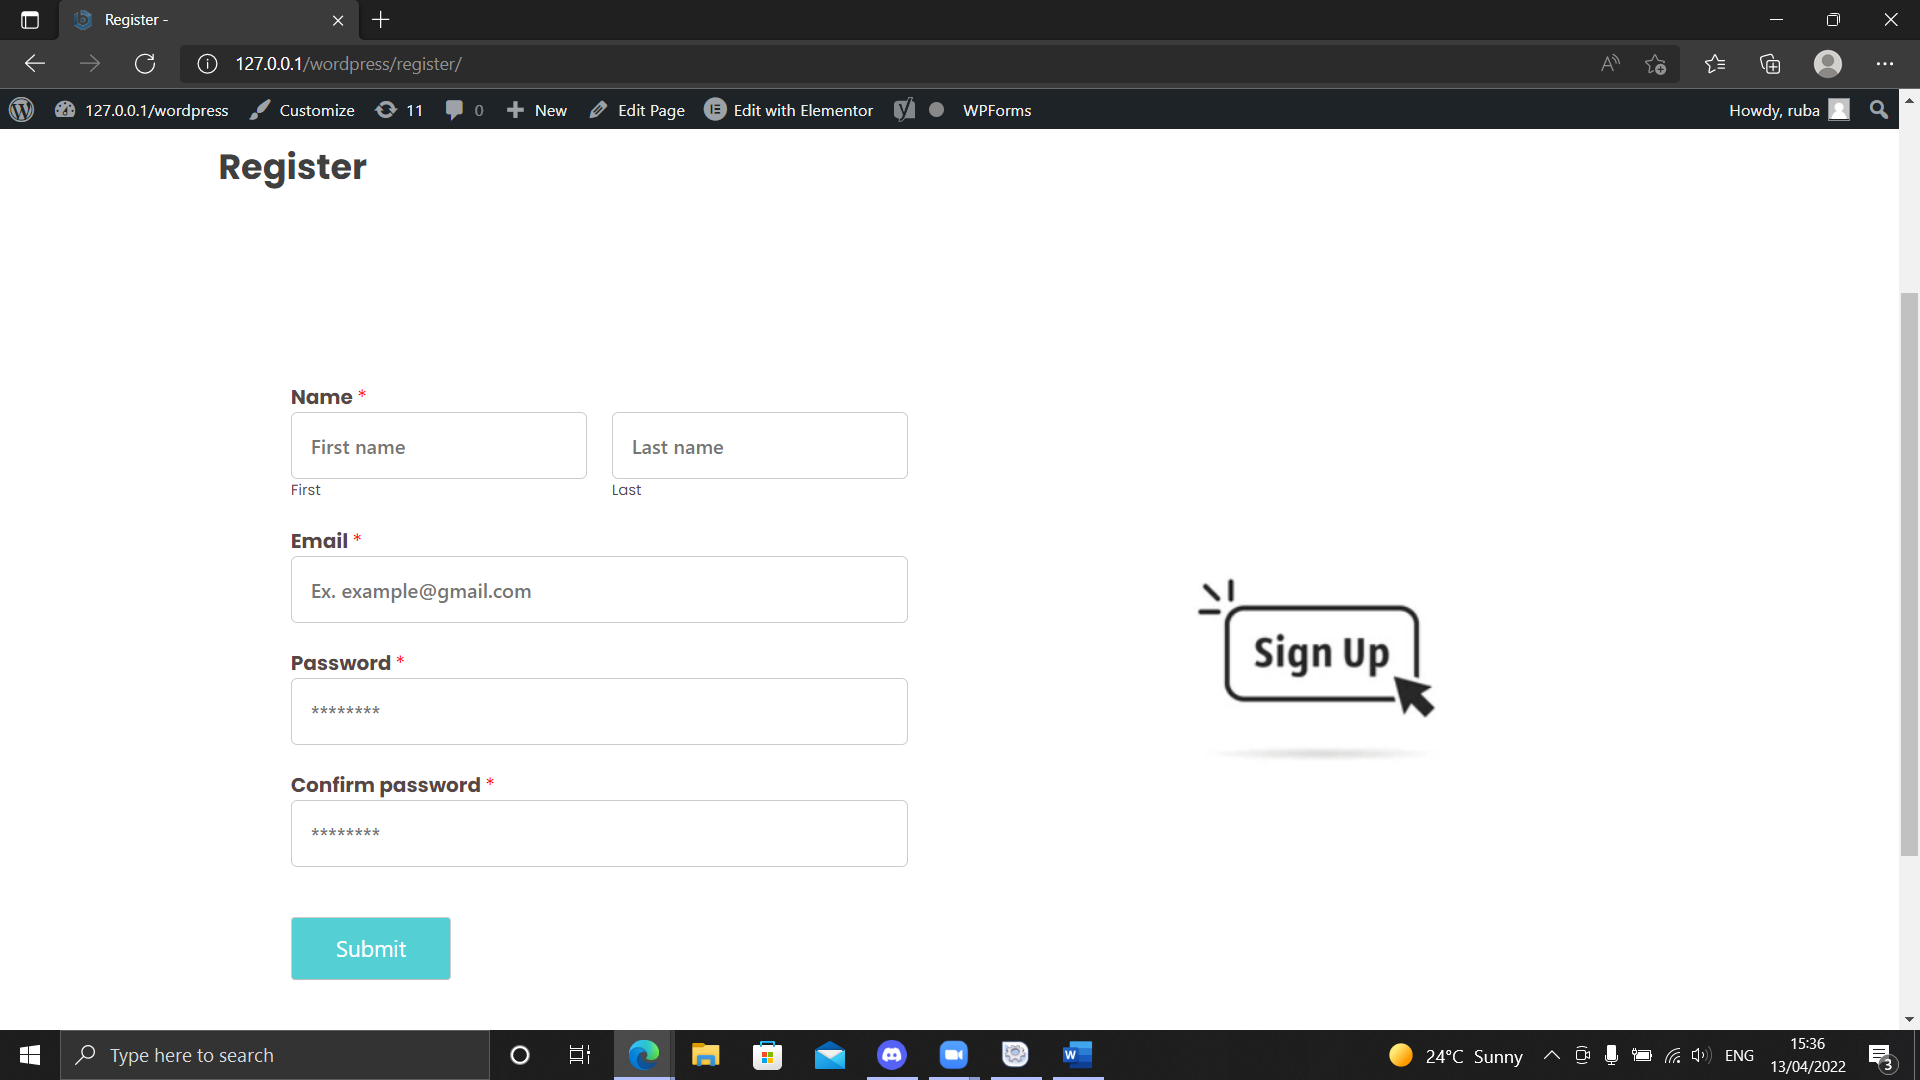 Register -
127.0.0.1/wordpress/register/
127.0.0.1/wordpress Customize 11 0 New Edit Page Edit with Elementor WPForms Howdy, ruba
Register
Name *
First name Last name
First Last
Email *
Ex. example@gmail.com
Password *
********
Confirm password *
********
Sign Up
Submit
Type here to search 24°C Sunny ENG 15:36
13/04/2022
3